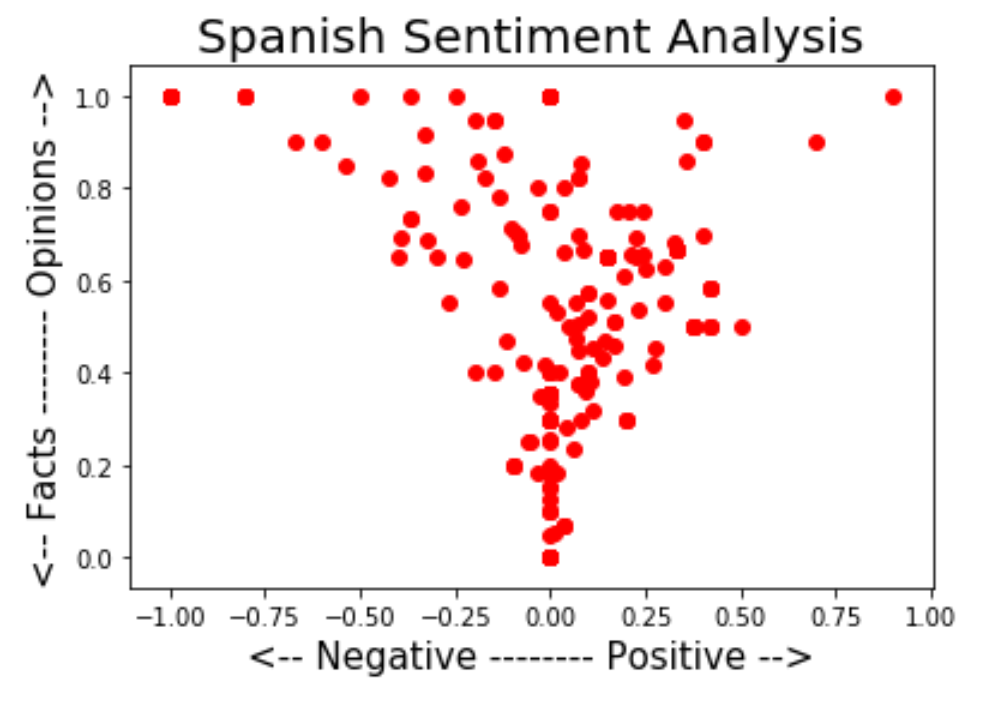 Spanish Sentiment Analysis
<-- Facts --------- Opinions -->
1.0
0.8
0.6
0.4
0.2
0.0
−1.00 −0.75 −0.50 −0.25 0.00 0.25 0.50 0.75 1.00
<-- Negative -------- Positive -->